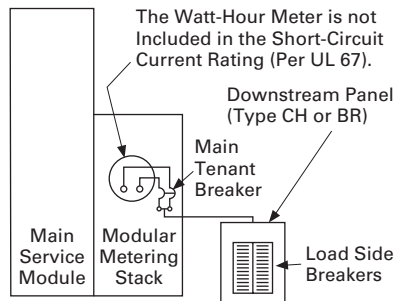 The Watt-Hour Meter is not
Included in the Short-Circuit
Current Rating (Per UL 67).
Downstream Panel
(Type CH or BR)
Main
Tenant
Breaker
Main
Service
Module
Modular
Metering
Stack
Load Side
Breakers